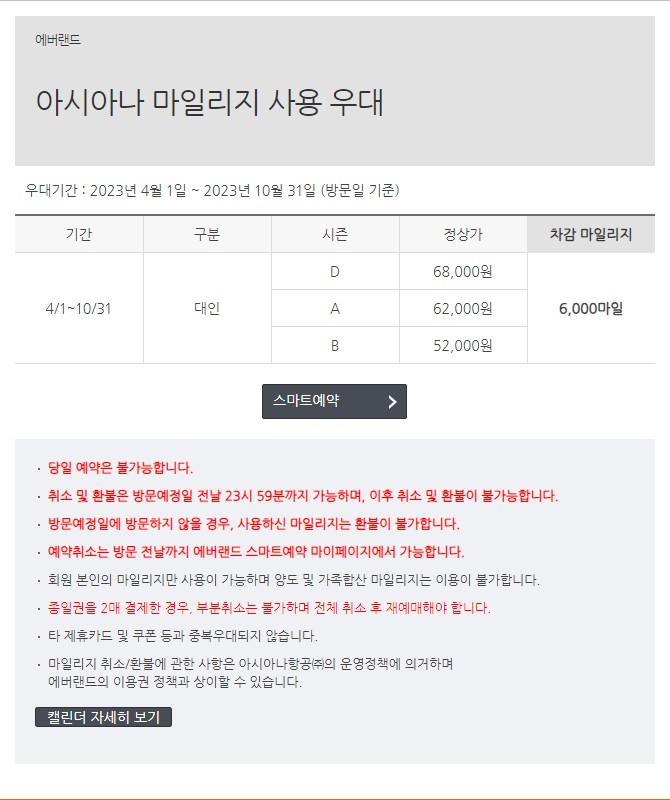 에버랜드
아시아나 마일리지 사용 우대
우대기간 : 2023년 4월 1일 ~ 2023년 10월 31일 (방문일 기준)
기간 구분 시즌 정상가 차감 마일리지
4/1~10/31 대인 D 68,000원 6,000마일
A 62,000원
B 52,000원
스마트예약
· 당일 예약은 불가능합니다.
· 취소 및 환불은 방문예정일 전날 23시 59분까지 가능하며, 이후 취소 및 환불이 불가능합니다.
· 방문예정일에 방문하지 않을 경우, 사용하신 마일리지는 환불이 불가합니다.
· 예약취소는 방문 전날까지 에버랜드 스마트예약 마이페이지에서 가능합니다.
· 회원 본인의 마일리지만 사용이 가능하며 양도 및 가족합산 마일리지는 이용이 불가합니다.
· 종일권을 2매 결제한 경우, 부분취소는 불가하며 전체 취소 후 재예매해야 합니다.
· 타 제휴카드 및 쿠폰 등과 중복우대되지 않습니다.
· 마일리지 취소/환불에 관한 사항은 아시아나항공㈜의 운영정책에 의거하며
에버랜드의 이용권 정책과 상이할 수 있습니다.
캘린더 자세히 보기